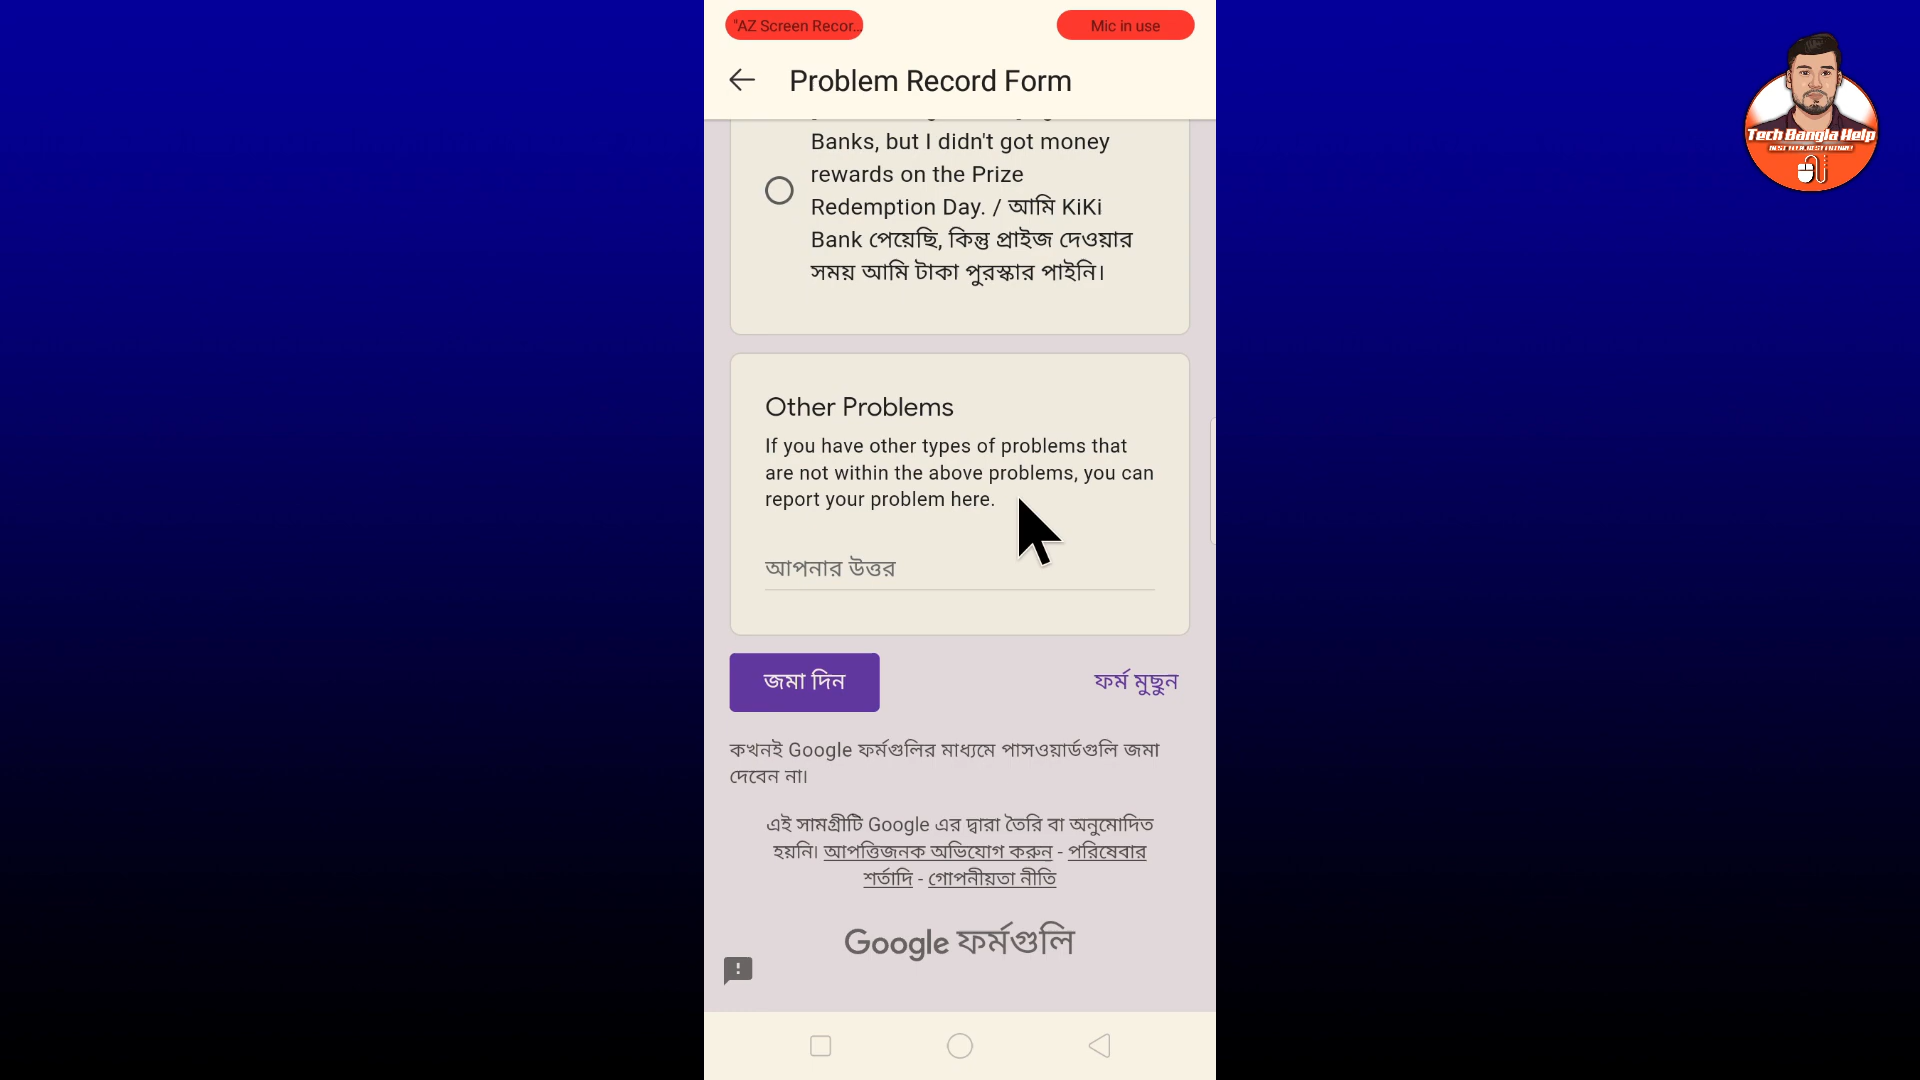 "AZ Screen Recor...
Mic in use
Problem Record Form
Banks, but I didn't got money
rewards on the Prize
Redemption Day. / আমি KiKi
Bank পেয়েছি, কিন্তু প্রাইজ দেওয়ার
সময় আমি টাকা পুরস্কার পাইনি।
Other Problems
If you have other types of problems that
are not within the above problems, you can
report your problem here.
আপনার উত্তর
জমা দিন
ফর্ম মুছুন
কখনই Google ফর্মগুলির মাধ্যমে পাসওয়ার্ডগুলি জমা
দেবেন না।
এই সামগ্রীটি Google এর দ্বারা তৈরি বা অনুমোদিত
হয়নি। আপত্তিজনক অভিযোগ করুন - পরিষেবার
শর্তাদি - গোপনীয়তা নীতি
Google ফর্মগুলি
Tech Bangla Help
BEST TECH, BEST FUTURE!